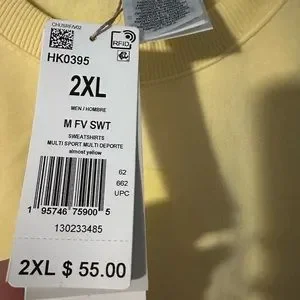 RFID
HK0395
2XL
MEN / HOMBRE
M FV SWT
SWEATSHIRTS
MULTI SPORT MULTI DEPORTE
almost yellow
62
662
UPC
1 95746 75900 5
130233485
2XL $ 55.00